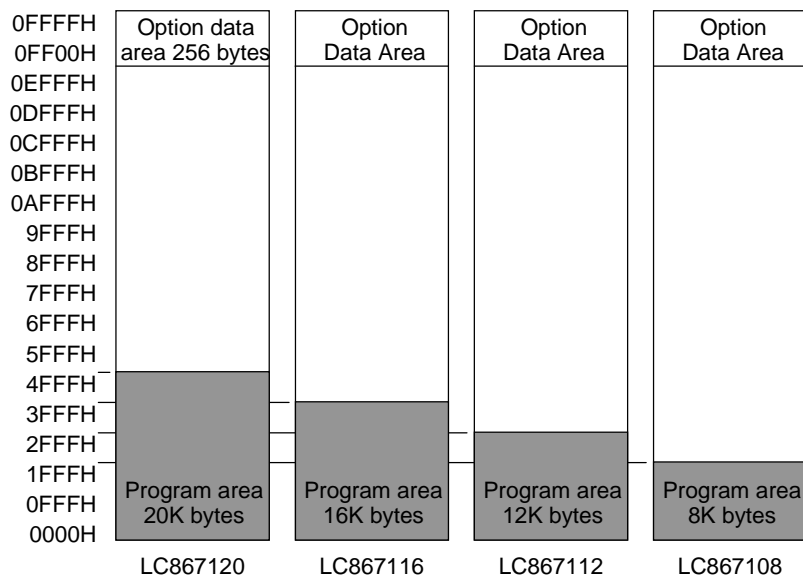 0FFFFH
0FF00H
0EFFFH
0DFFFH
0CFFFH
0BFFFH
0AFFFH
9FFFH
8FFFH
7FFFH
6FFFH
5FFFH
4FFFH
3FFFH
2FFFH
1FFFH
0FFFH
0000H
Option data
area 256 bytes
Program area
20K bytes
LC867120
Option
Data Area
Program area
16K bytes
LC867116
Option
Data Area
Program area
12K bytes
LC867112
Option
Data Area
Program area
8K bytes
LC867108